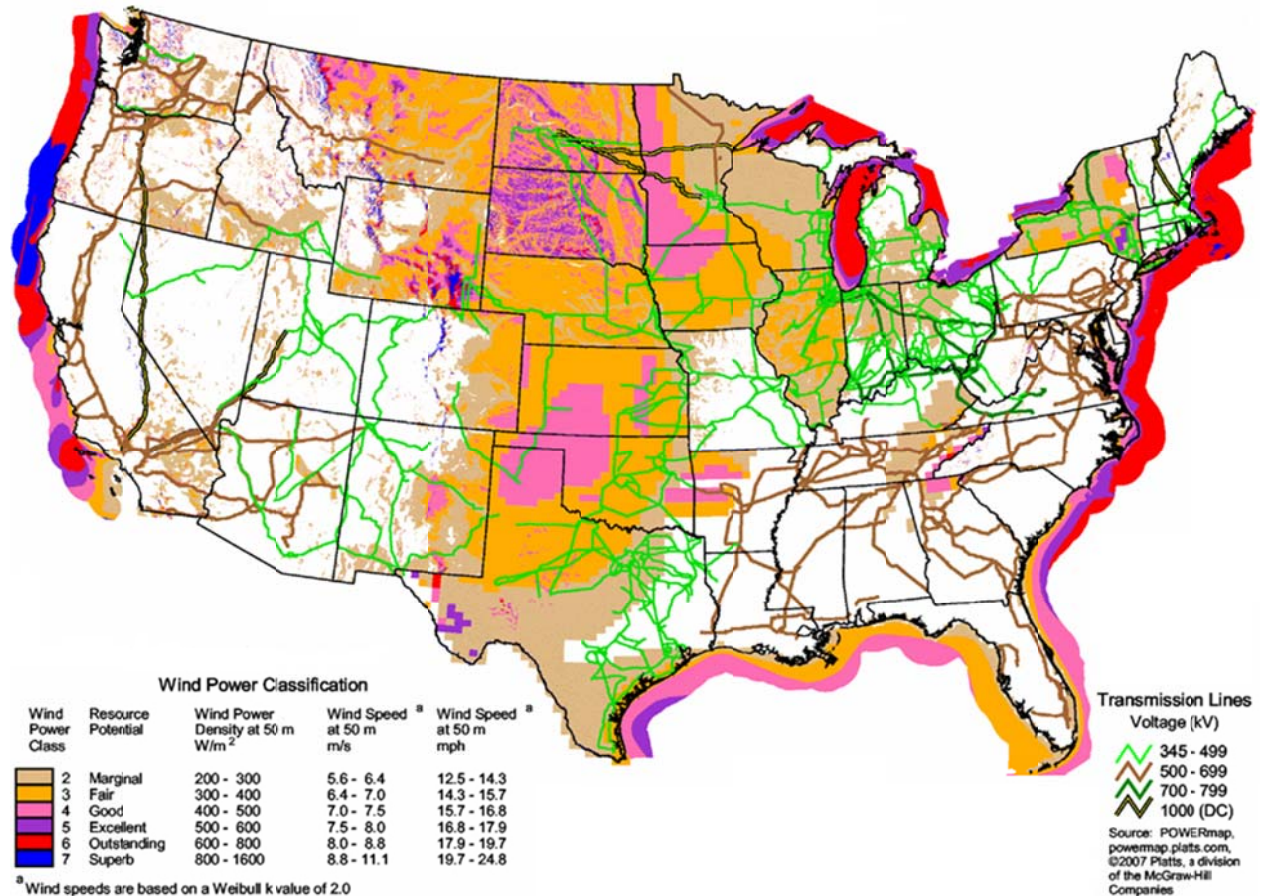 Wind Power Classification
Wind Power Class Resource Potential Wind Power Density at 50 m W/m2 Wind Speed a at 50 m m/s Wind Speed a at 50 m mph
2 Marginal 200 - 300 5.6 - 6.4 12.5 - 14.3
3 Fair 300 - 400 6.4 - 7.0 14.3 - 15.7
4 Good 400 - 500 7.0 - 7.5 15.7 - 16.8
5 Excellent 500 - 600 7.5 - 8.0 16.8 - 17.9
6 Outstanding 600 - 800 8.0 - 8.8 17.9 - 19.7
7 Superb 800 - 1600 8.8 - 11.1 19.7 - 24.8
a Wind speeds are based on a Weibull k value of 2.0
Transmission Lines
Voltage (kV)
345 - 499
500 - 699
700 - 799
1000 (DC)
Source: POWERmap,
powermap.platts.com,
©2007 Platts, a division
of the McGraw-Hill
Companies